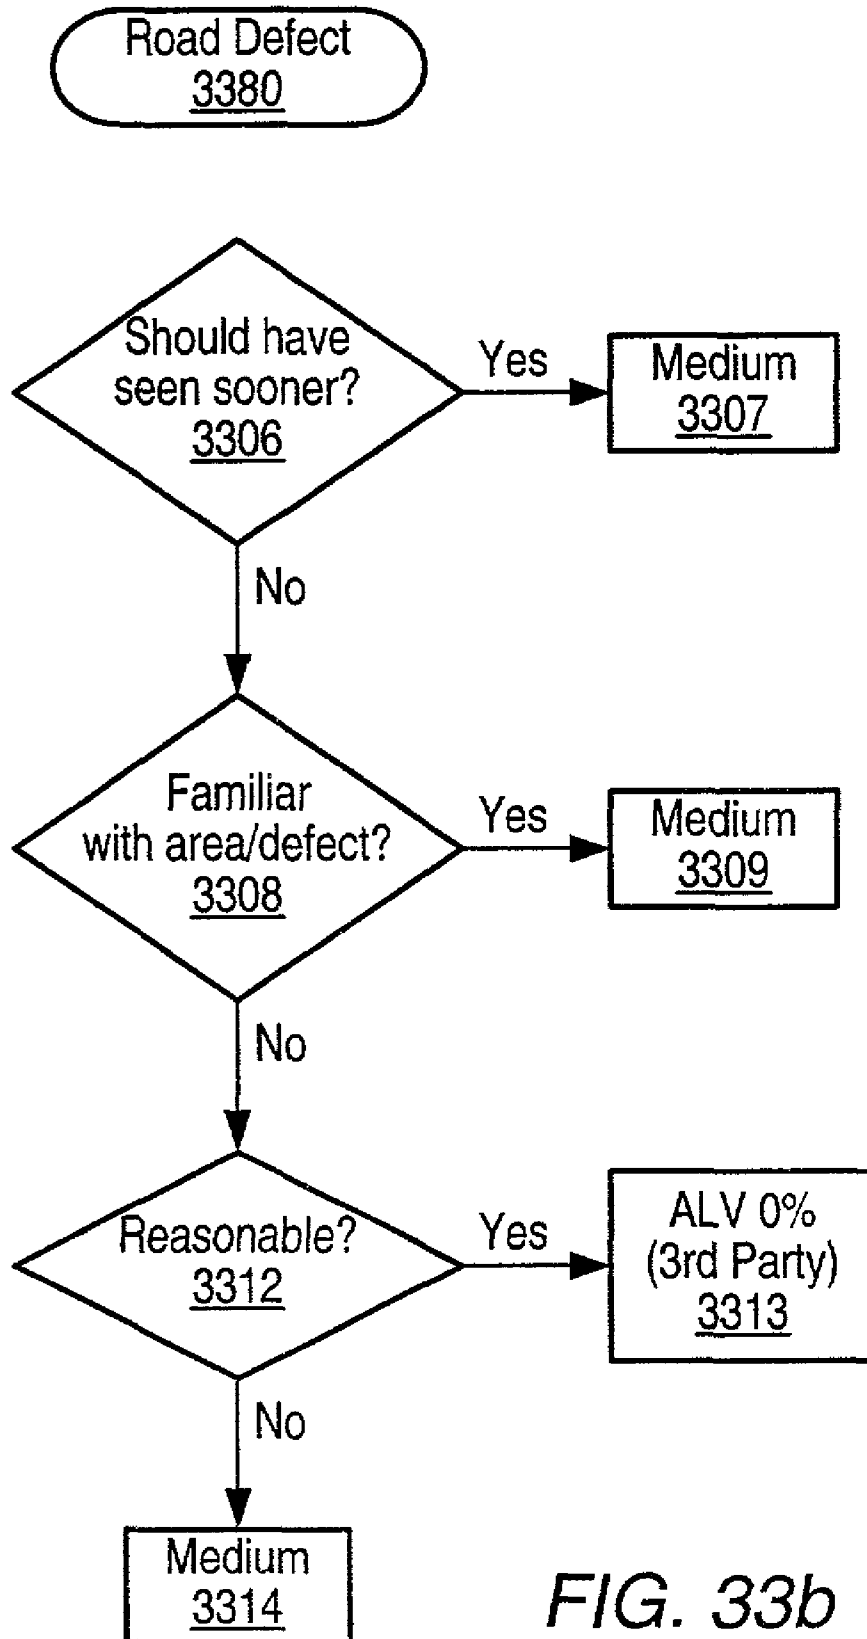 Road Defect
3380
Should have
seen sooner?
3306
Yes
Medium
3307
No
Familiar
with area/defect?
3308
Yes
Medium
3309
No
Reasonable?
3312
Yes
ALV 0%
(3rd Party)
3313
No
Medium
3314
FIG. 33b